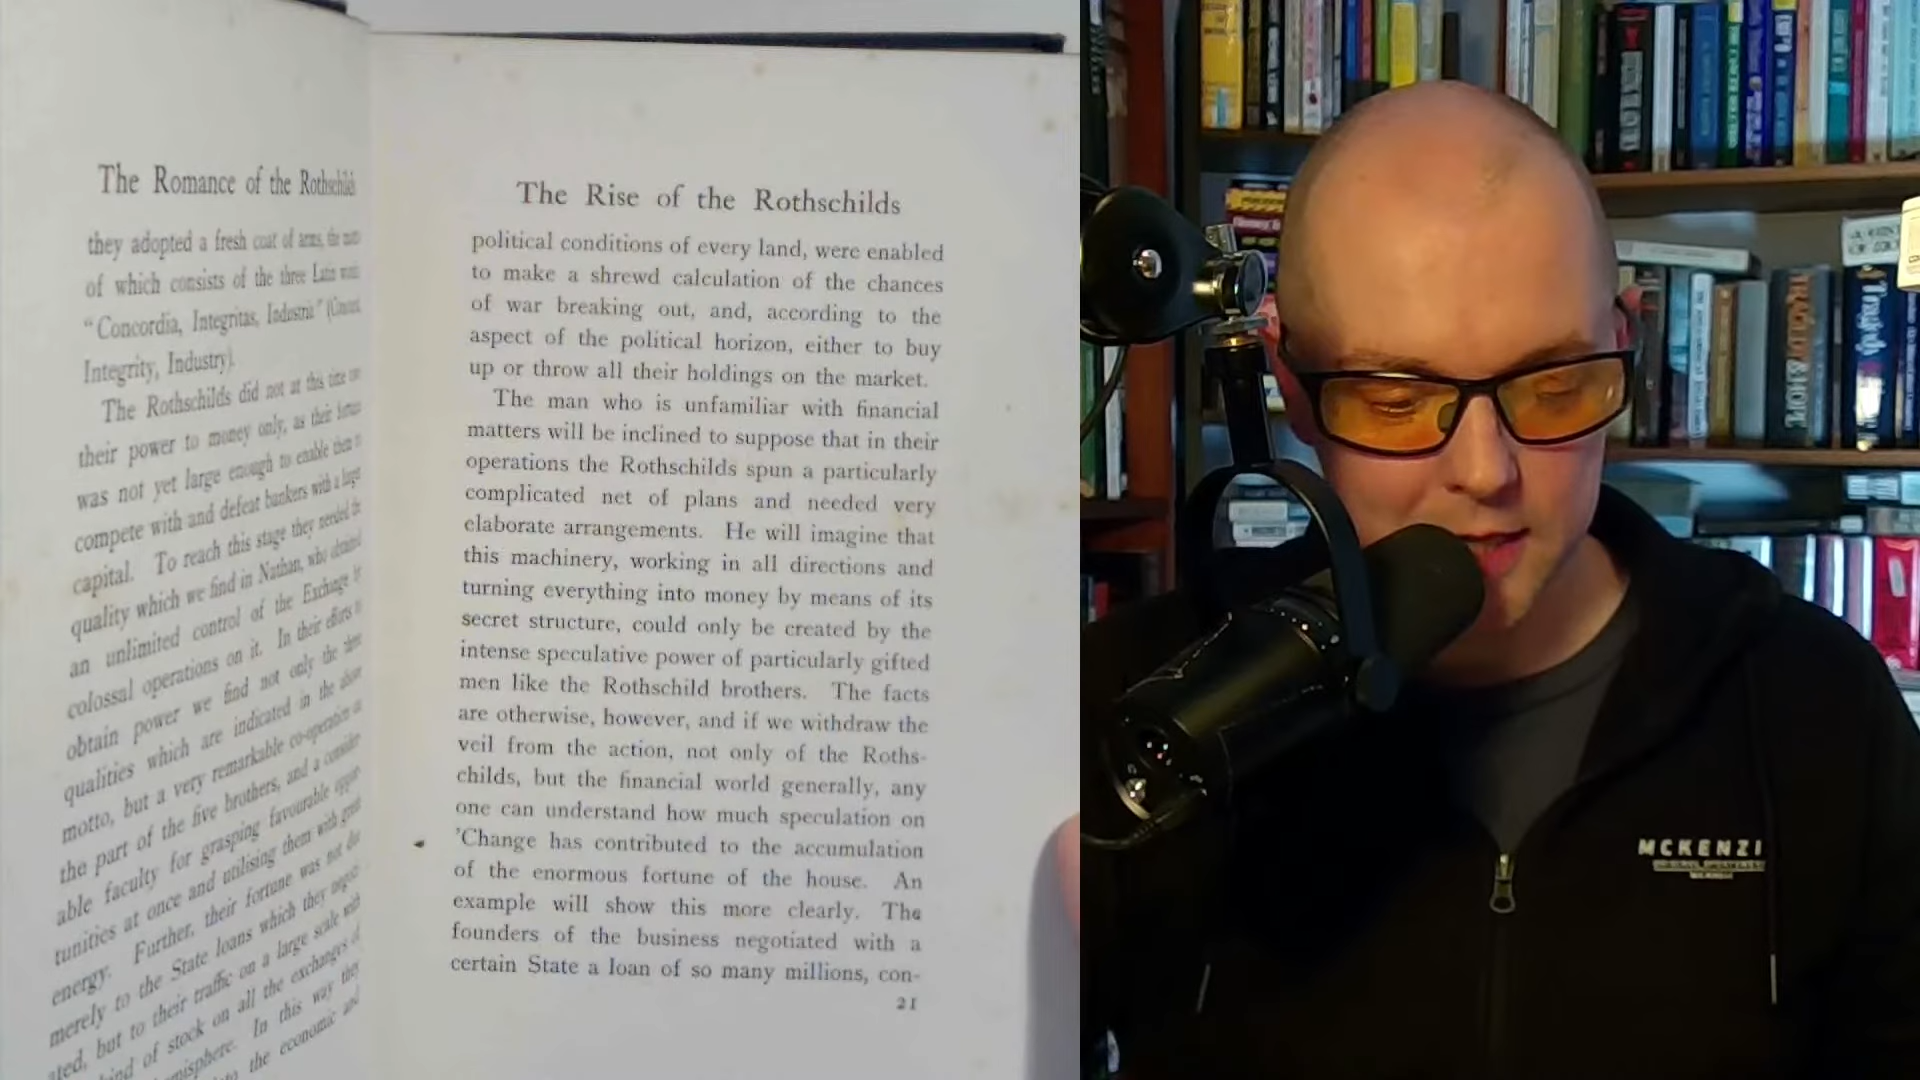 The Romance of the Rothschilds
they adopted a fresh coat of arms, the motto
of which consists of the three Latin words
"Concordia, Integritas, Industria" (Concord,
Integrity, Industry).
The Rothschilds did not at this time owe
their power to money only, as their fortune
was not yet large enough to enable them to
compete with and defeat bankers with a large
capital. To reach this stage they needed the
quality which we find in Nathan, who obtained
an unlimited control of the Exchange by
colossal operations on it. In their efforts to
obtain power we find not only the three
qualities which are indicated in the above
motto, but a very remarkable co-operation on
the part of the five brothers, and a consider-
able faculty for grasping favourable oppor-
tunities at once and utilising them with great
energy. Further, their fortune was not due
merely to the State loans which they negoti-
ated, but to their traffic on a large scale with
kind of stock on all the exchanges of
In this way they
the economic and
The Rise of the Rothschilds
political conditions of every land, were enabled
to make a shrewd calculation of the chances
of war breaking out, and, according to the
aspect of the political horizon, either to buy
up or throw all their holdings on the market.
The man who is unfamiliar with financial
matters will be inclined to suppose that in their
operations the Rothschilds spun a particularly
complicated net of plans and needed very
elaborate arrangements. He will imagine that
this machinery, working in all directions and
turning everything into money by means of its
secret structure, could only be created by the
intense speculative power of particularly gifted
men like the Rothschild brothers. The facts
are otherwise, however, and if we withdraw the
veil from the action, not only of the Roths-
childs, but the financial world generally, any
one can understand how much speculation on
'Change has contributed to the accumulation
of the enormous fortune of the house. An
example will show this more clearly. The
founders of the business negotiated with a
certain State a loan of so many millions, con-
21
TRAGEDY & HOPE
MCKENZI